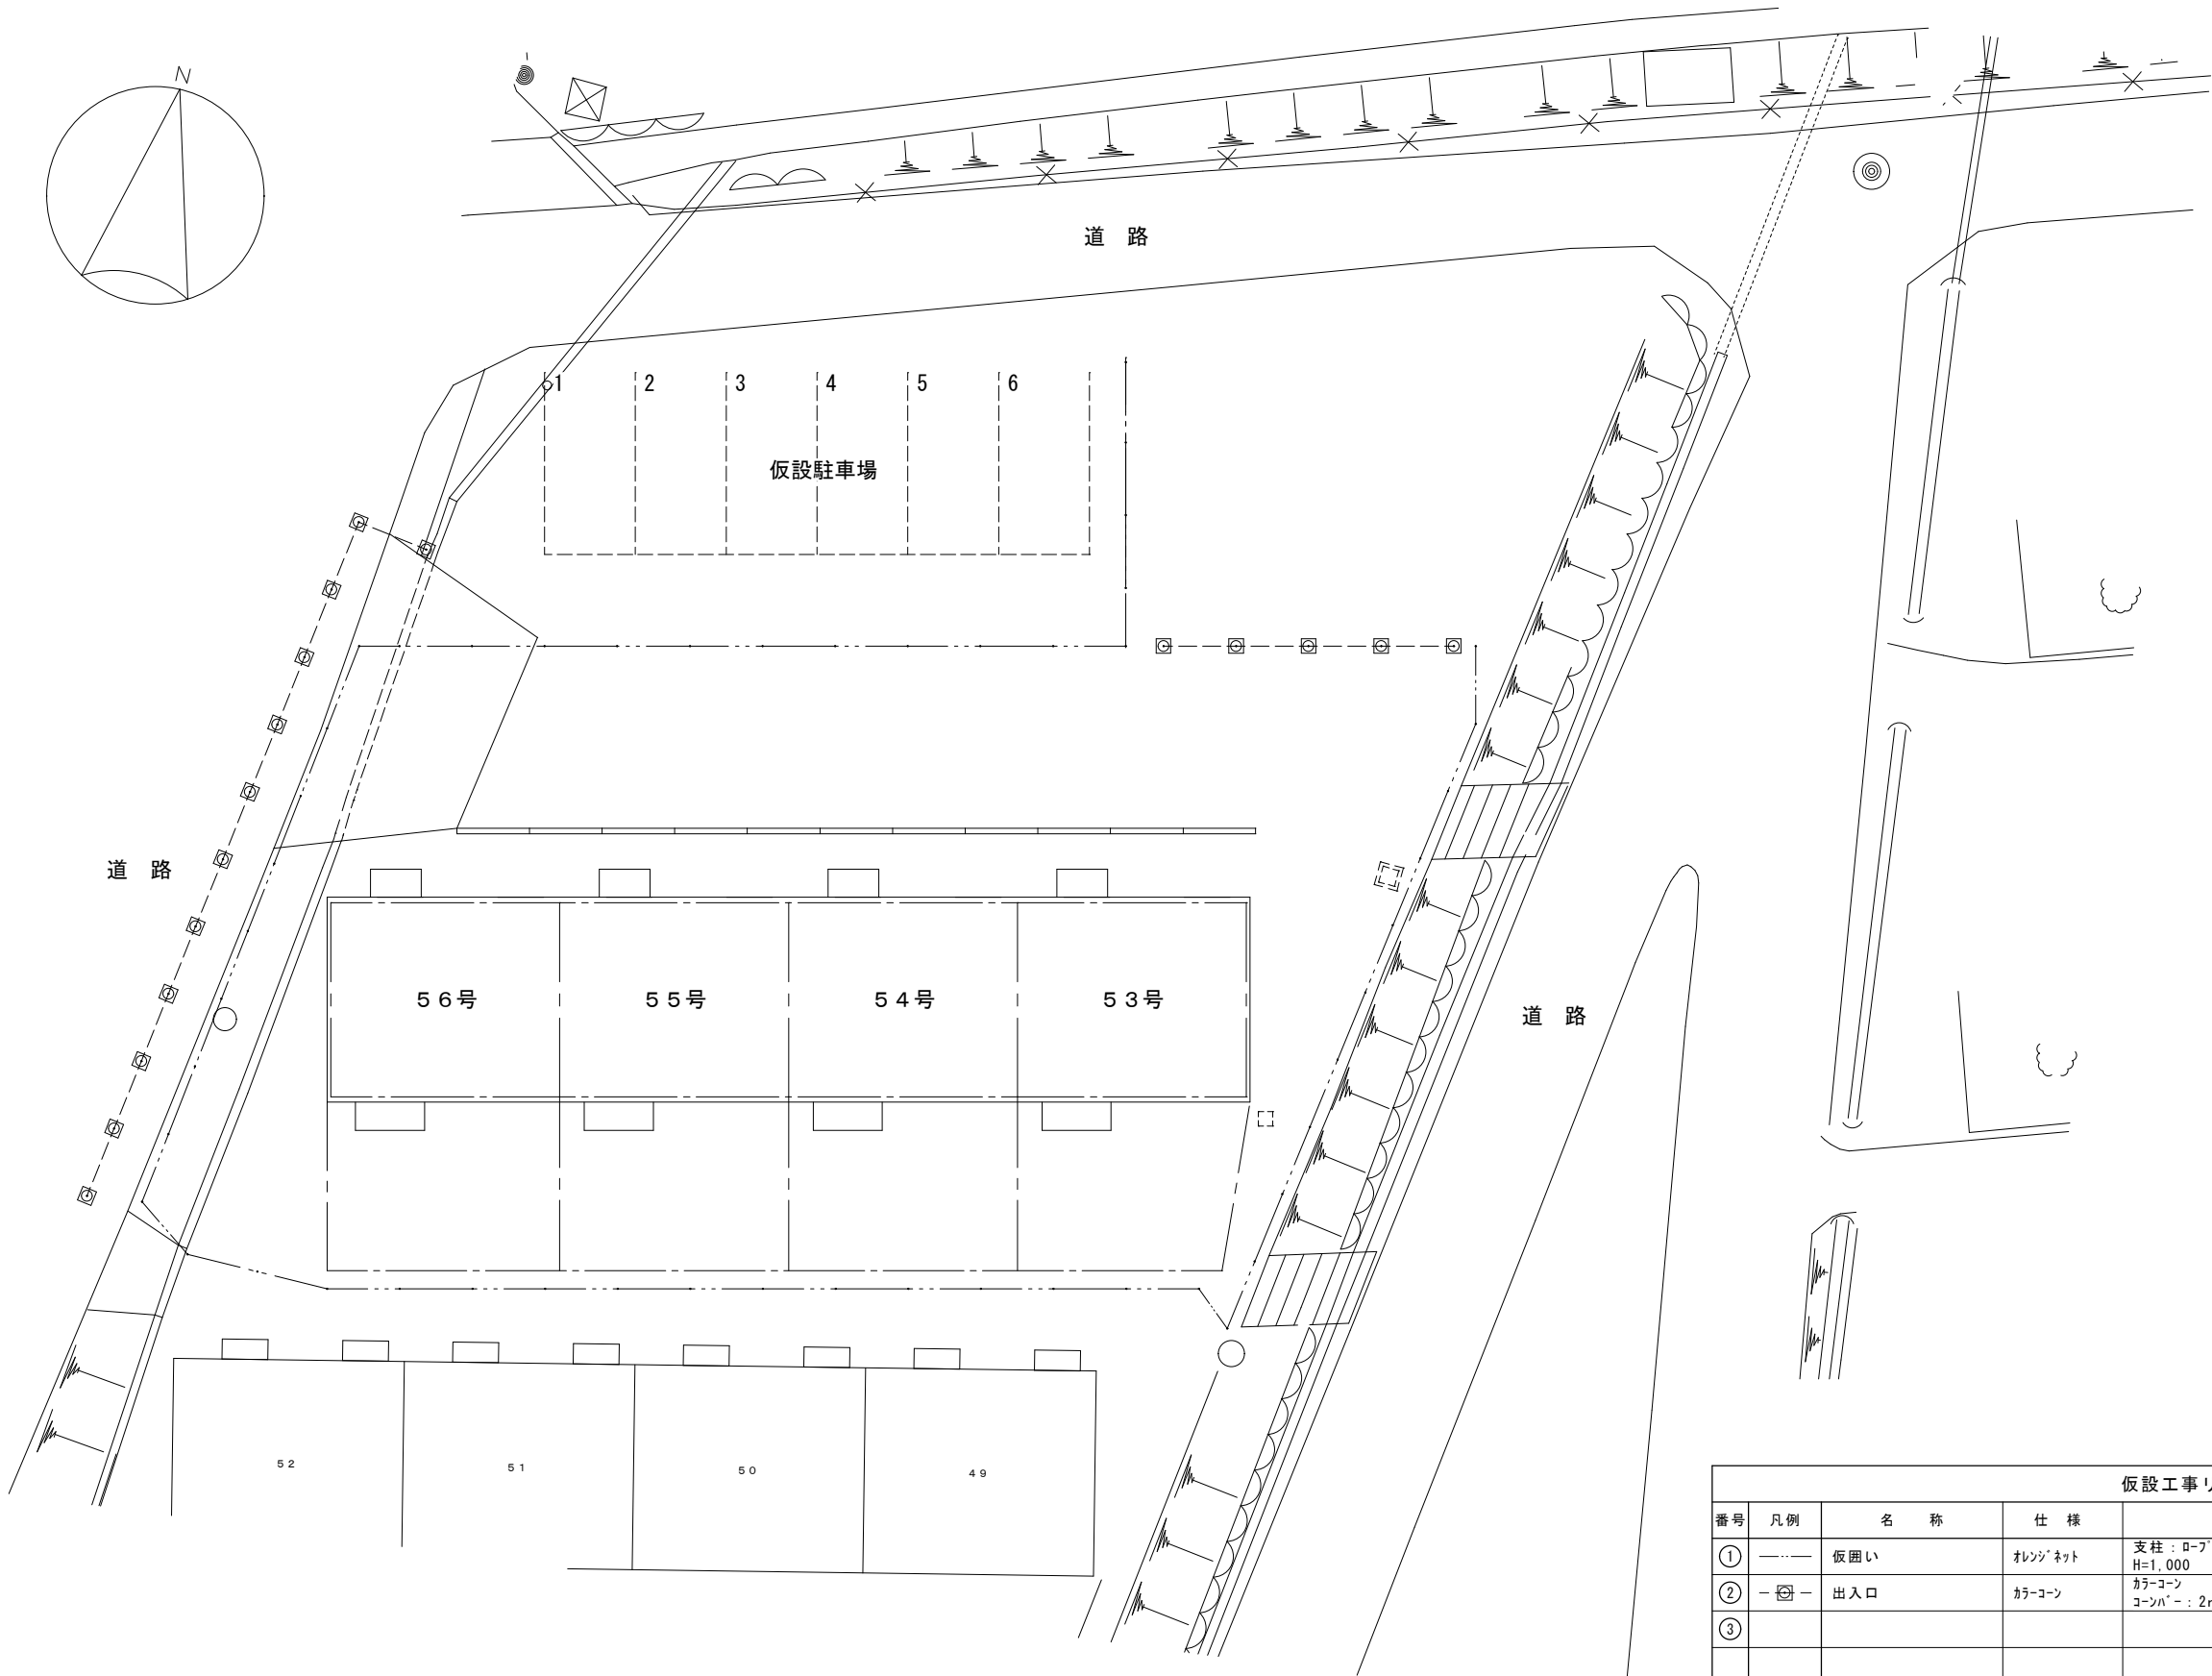 N
道 路
1 2 3 4 5 6
仮設駐車場
道 路
56号 55号 54号 53号
道 路
52 51 50 49
仮設工事リ
番号 凡例 名 称 仕 様
① 仮囲い オレンジネット 支柱：ロープ
H=1,000
② 出入口 カラーコーン カラーコーン
コーンバー：2m
③